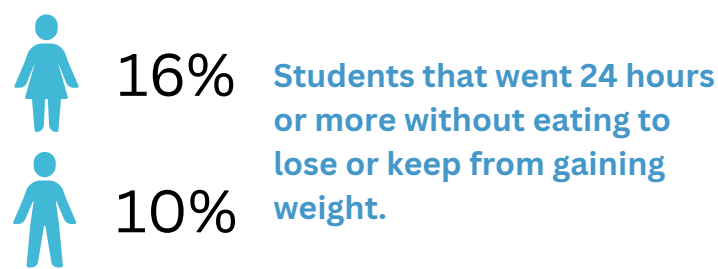 16%
10%
Students that went 24 hours
or more without eating to
lose or keep from gaining
weight.